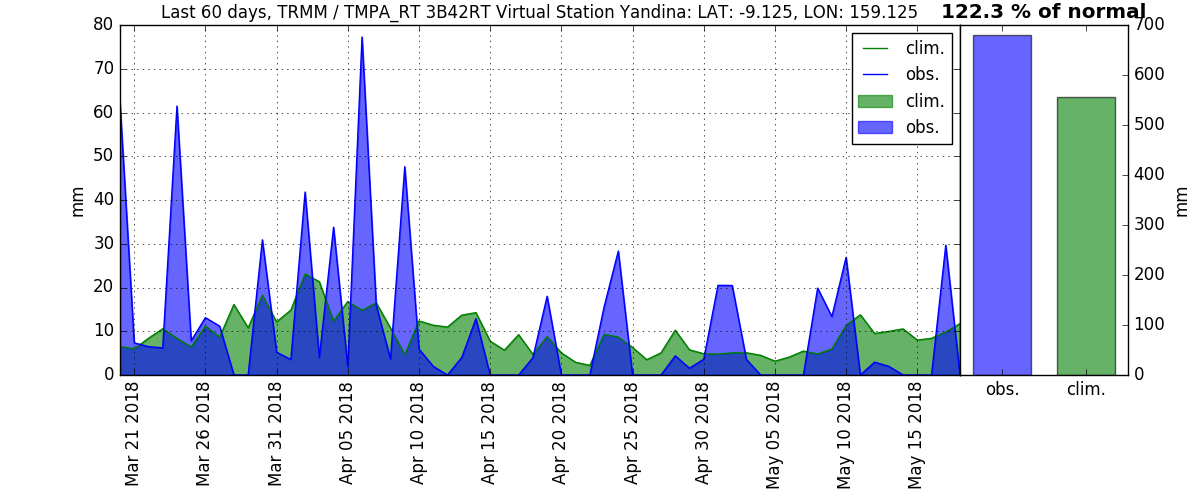 Last 60 days, TRMM / TMPA_RT 3B42RT Virtual Station Yandina: LAT: -9.125, LON: 159.125
122.3 % of normal
80
70
60
50
40
30
20
10
0
mm
clim.
obs.
clim.
obs.
700
600
500
400
300
200
100
0
mm
Mar 21 2018
Mar 26 2018
Mar 31 2018
Apr 05 2018
Apr 10 2018
Apr 15 2018
Apr 20 2018
Apr 25 2018
Apr 30 2018
May 05 2018
May 10 2018
May 15 2018
obs.
clim.